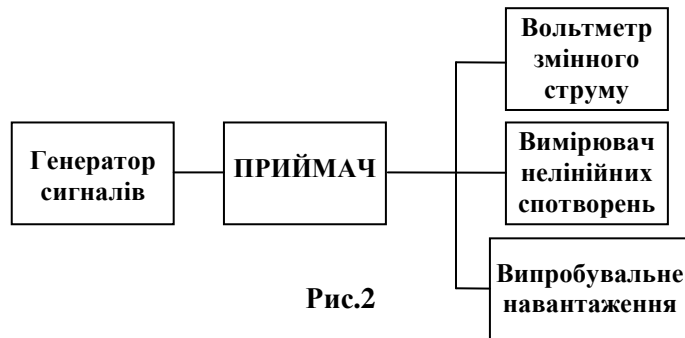 Вольтметр
змінного
струму
Генератор
сигналів
ПРИЙМАЧ
Вимірювач
нелінійних
спотворень
Випробувальне
навантаження
Рис.2